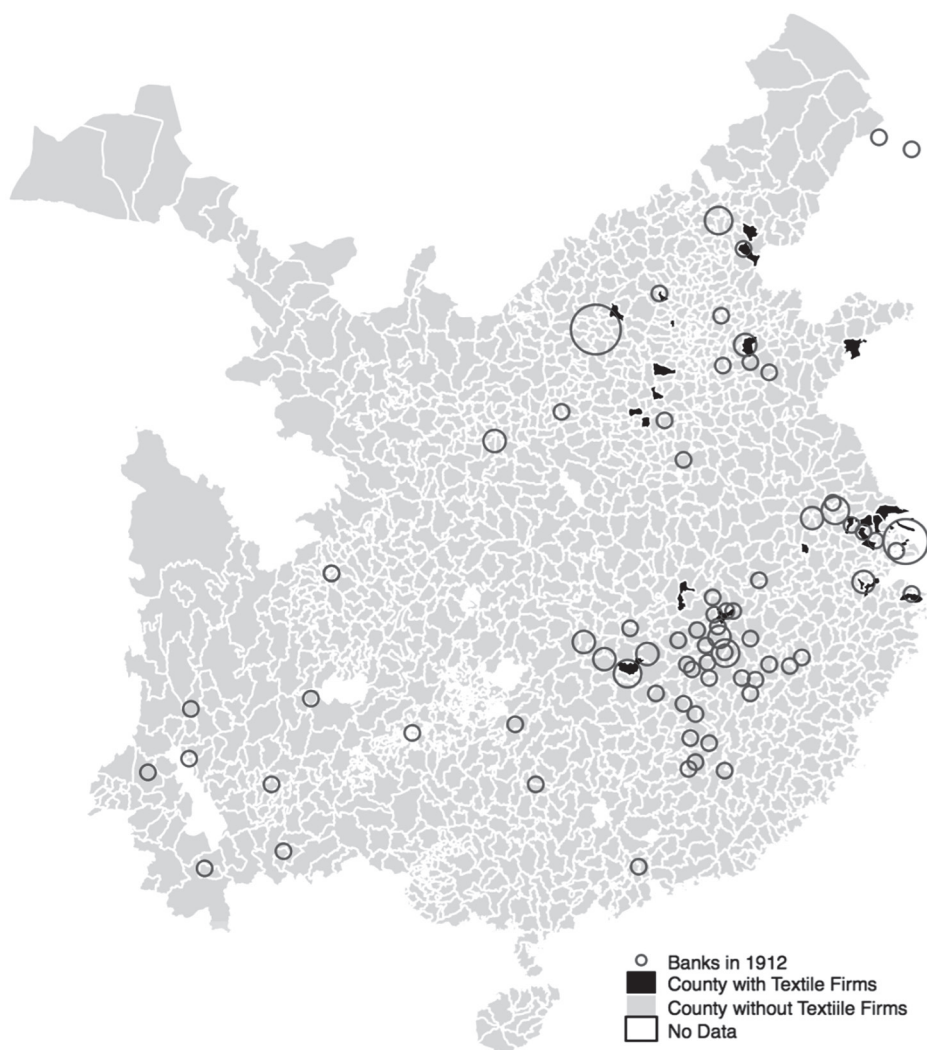 Banks in 1912
County with Textile Firms
County without Textiile Firms
No Data